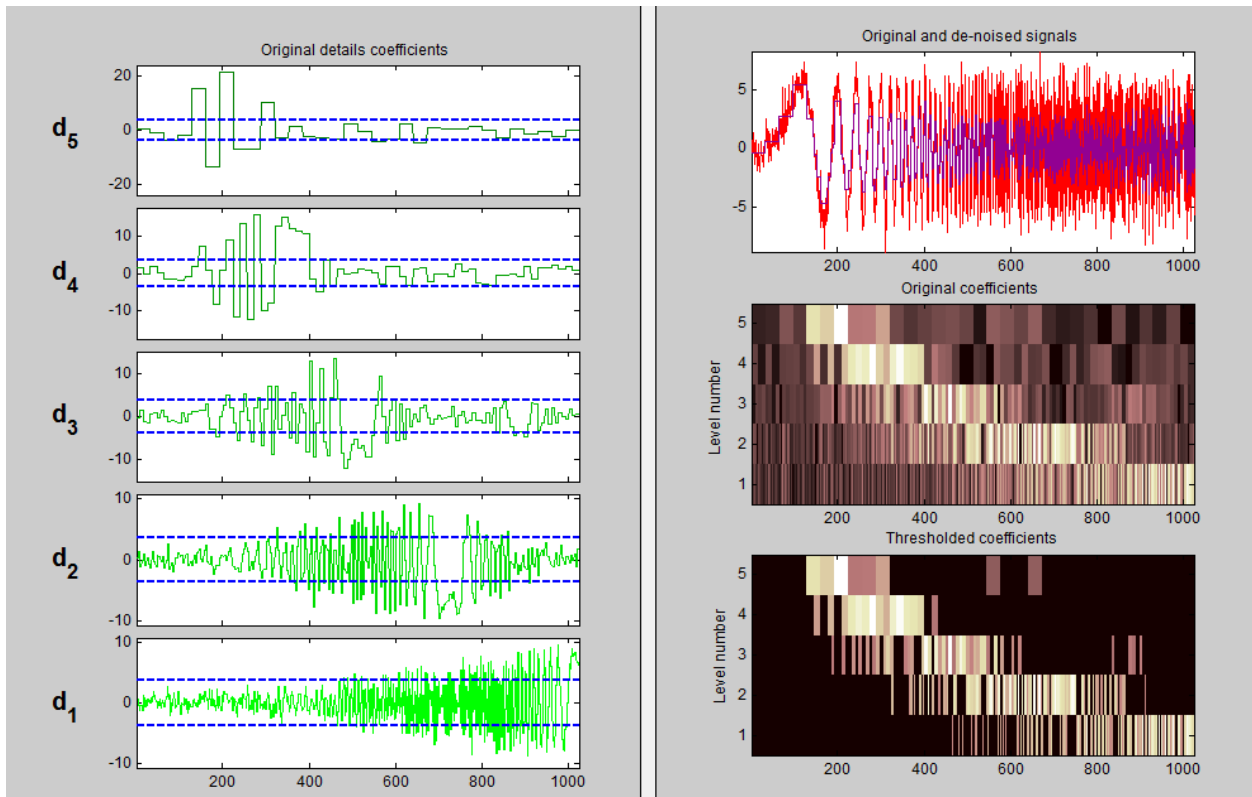 Original details coefficients
d5
20
0
-20
d4
10
0
-10
d3
10
0
-10
d2
10
0
-10
d1
10
0
-10
200 400 600 800 1000
Original and de-noised signals
5
0
-5
200 400 600 800 1000
Original coefficients
Level number
5
4
3
2
1
200 400 600 800 1000
Thresholded coefficients
Level number
5
4
3
2
1
200 400 600 800 1000